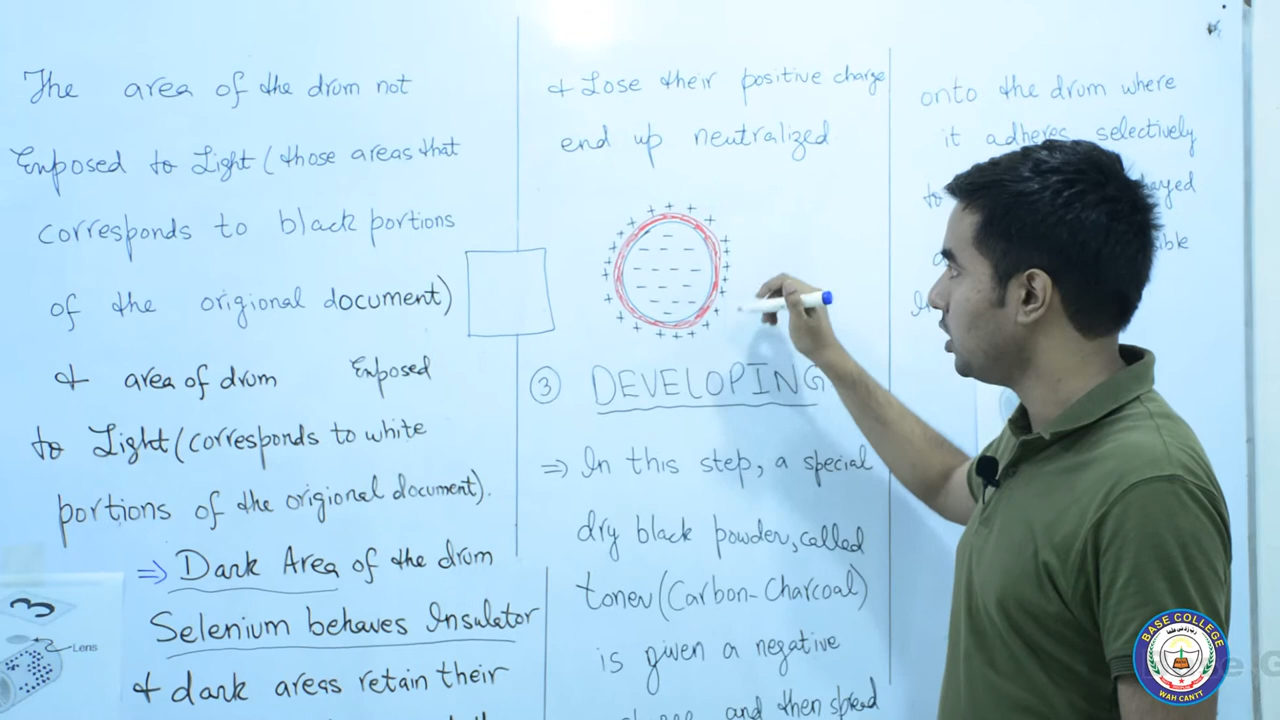 The area of the drum not
Enposed to Light (those areas that
corresponds to black portions
of the origional document)
& area of drum Enposed
to Light (corresponds to white
portions of the origional document).
⇒ Dark Area of the drum
Selenium behaves Insulator
& dark areas retain their
3
Lens
& Lose their positive charge
end up neutralized
③ DEVELOPING
⇒ In this step, a special
dry black powder, called
toner (Carbon-Charcoal)
is given a negative
and then spread
onto the drum where
it adheres selectively
to
BASE COLLEGE
WAH CANTT